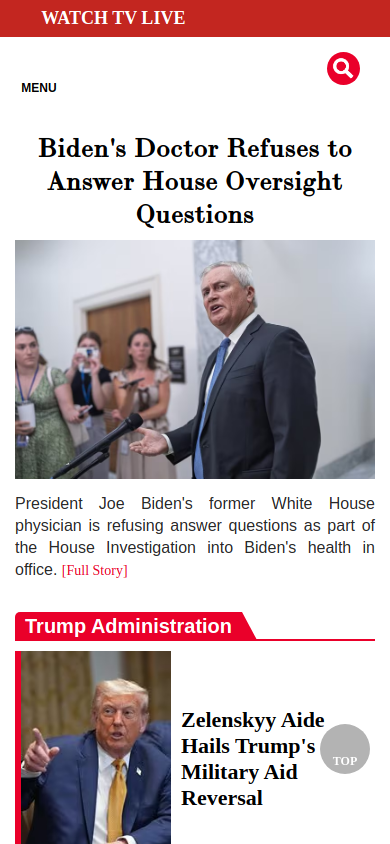 WATCH TV LIVE
MENU
Biden's Doctor Refuses to
Answer House Oversight
Questions
President Joe Biden's former White House
physician is refusing answer questions as part of
the House Investigation into Biden's health in
office. [Full Story]
Trump Administration
Zelenskyy Aide
Hails Trump's
Military Aid
Reversal
TOP